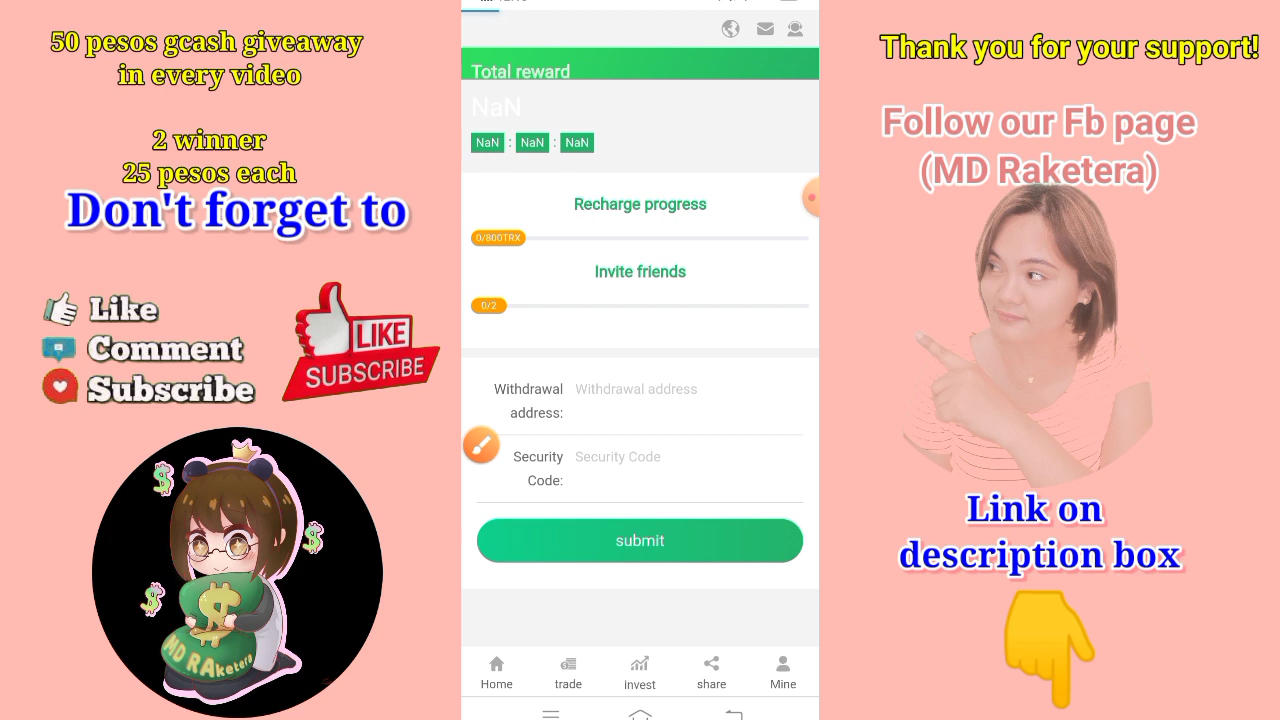 50 pesos gcash giveaway
in every video
2 winner
25 pesos each
Don't forget to
Like
Comment
Subscribe
LIKE
SUBSCRIBE
MD RAketera
Total reward
NaN
NaN : NaN : NaN
Recharge progress
0/800TRX
Invite friends
0/2
Withdrawal address:
Withdrawal address
Security Code:
Security Code
submit
Home
trade
invest
share
Mine
Thank you for your support!
Follow our Fb page
(MD Raketera)
Link on
description box